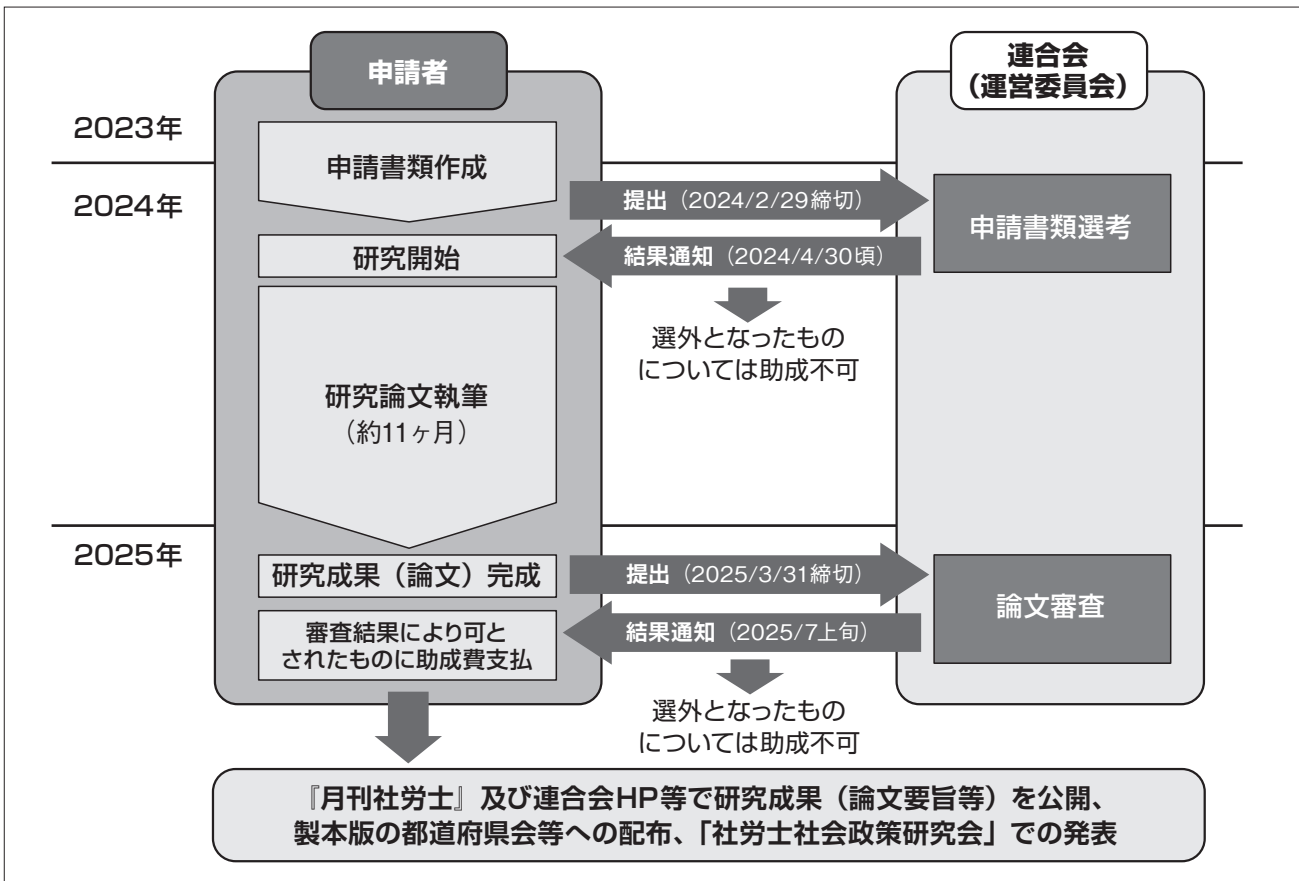 申請者
連合会
（運営委員会）
2023年
申請書類作成
2024年
提出（2024/2/29締切）
申請書類選考
研究開始
結果通知（2024/4/30頃）
選外となったもの
については助成不可
研究論文執筆
（約11ヶ月）
2025年
研究成果（論文）完成
提出（2025/3/31締切）
論文審査
審査結果により可と
されたものに助成費支払
結果通知（2025/7上旬）
選外となったもの
については助成不可
『月刊社労士』及び連合会HP等で研究成果（論文要旨等）を公開、
製本版の都道府県会等への配布、「社労士社会政策研究会」での発表